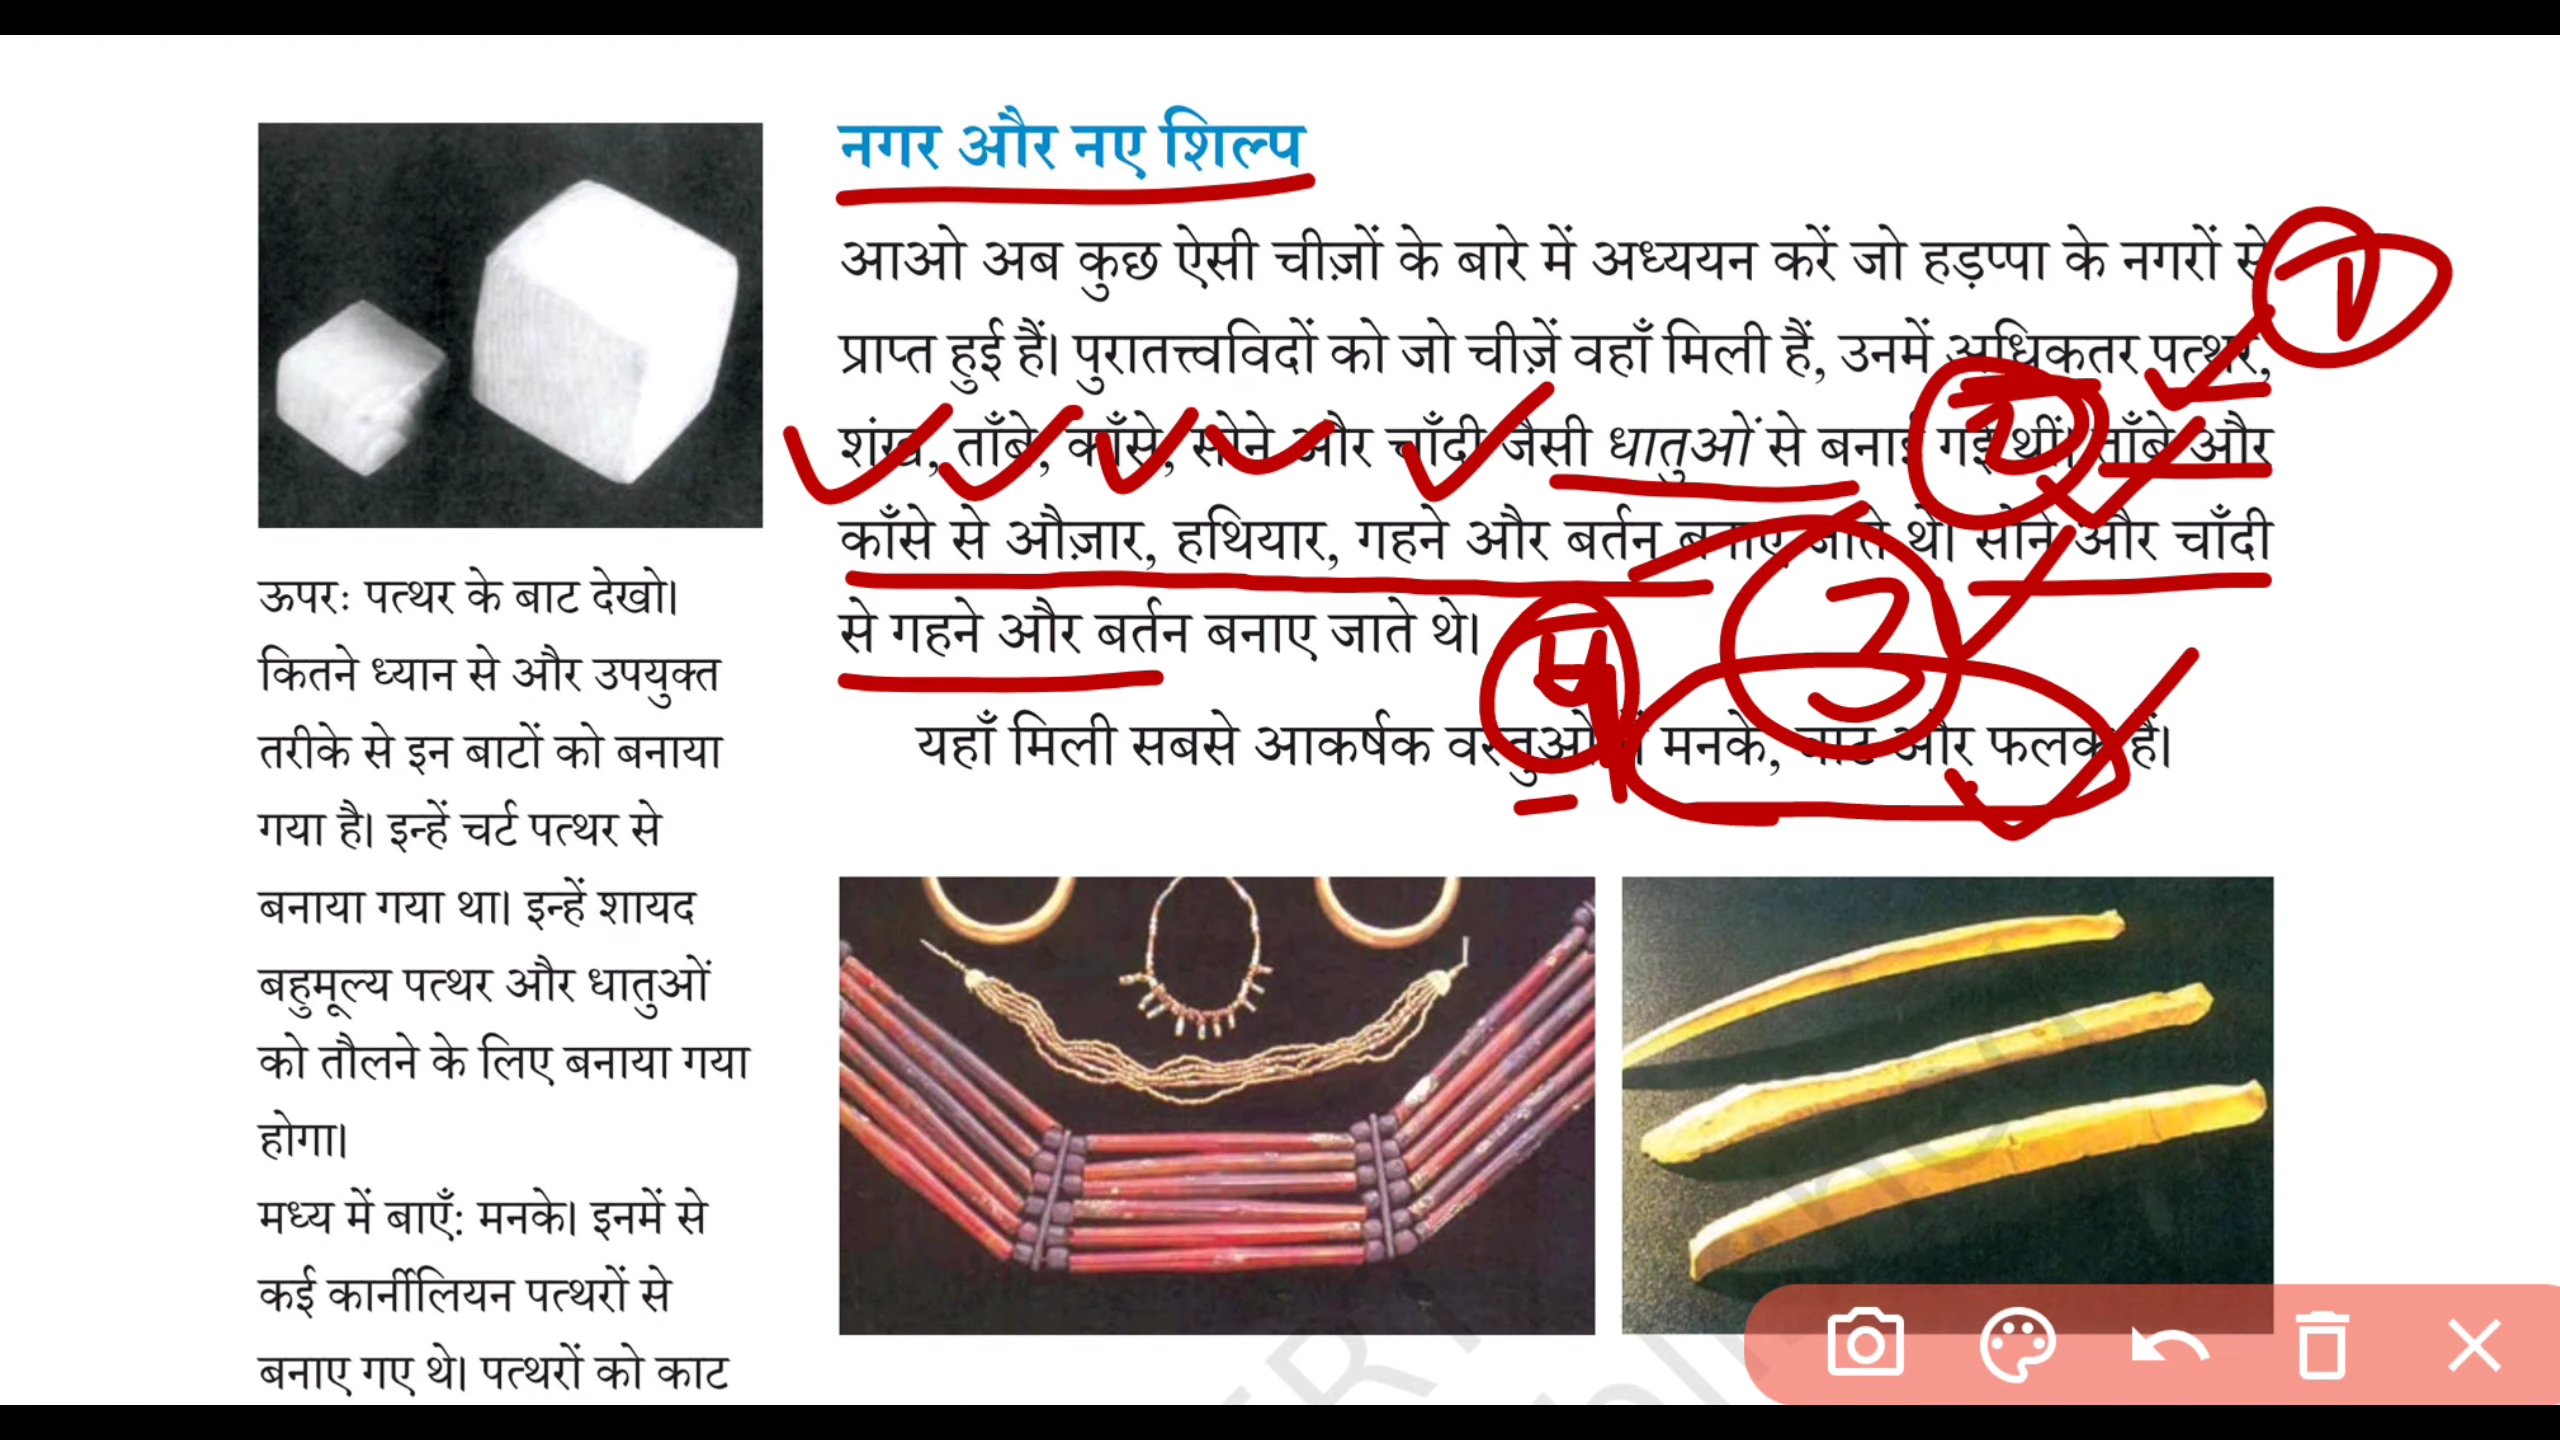 नगर और नए शिल्प
आओ अब कुछ ऐसी चीज़ों के बारे में अध्ययन करें जो हड़प्पा के नगरों से
प्राप्त हुई हैं। पुरातत्त्वविदों को जो चीज़ें वहाँ मिली हैं, उनमें अधिकतर पत्थर,
शंख, ताँबे, काँसे, सोने और चाँदी जैसी धातुओं से बनाई गई थीं। ताँबे और
काँसे से औज़ार, हथियार, गहने और बर्तन बनाए जाते थे। सोने और चाँदी
से गहने और बर्तन बनाए जाते थे।
यहाँ मिली सबसे आकर्षक वस्तुओं में मनके, बाट और फलक हैं।
1
2
3
4
ऊपरः पत्थर के बाट देखो।
कितने ध्यान से और उपयुक्त
तरीके से इन बाटों को बनाया
गया है। इन्हें चर्ट पत्थर से
बनाया गया था। इन्हें शायद
बहुमूल्य पत्थर और धातुओं
को तौलने के लिए बनाया गया
होगा।
मध्य में बाएँ: मनके। इनमें से
कई कार्नीलियन पत्थरों से
बनाए गए थे। पत्थरों को काट